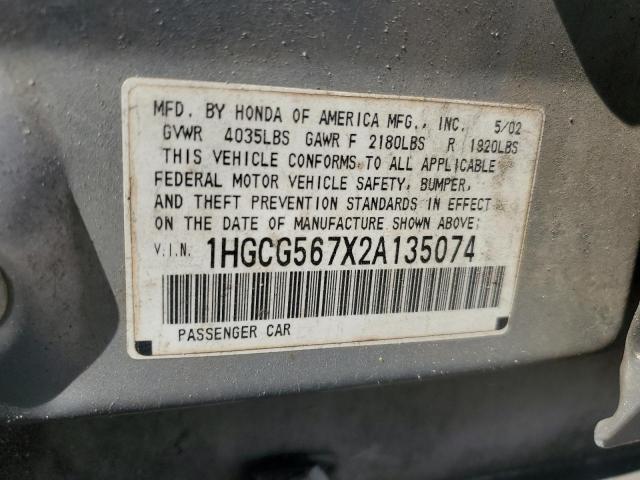 MFD. BY HONDA OF AMERICA MFG., INC. 5/02
GVWR 4035LBS GAWR F 2180LBS R 1920LBS
THIS VEHICLE CONFORMS TO ALL APPLICABLE
FEDERAL MOTOR VEHICLE SAFETY, BUMPER,
AND THEFT PREVENTION STANDARDS IN EFFECT
ON THE DATE OF MANUFACTURE SHOWN ABOVE:
V.I.N. 1HGCG567X2A135074
PASSENGER CAR